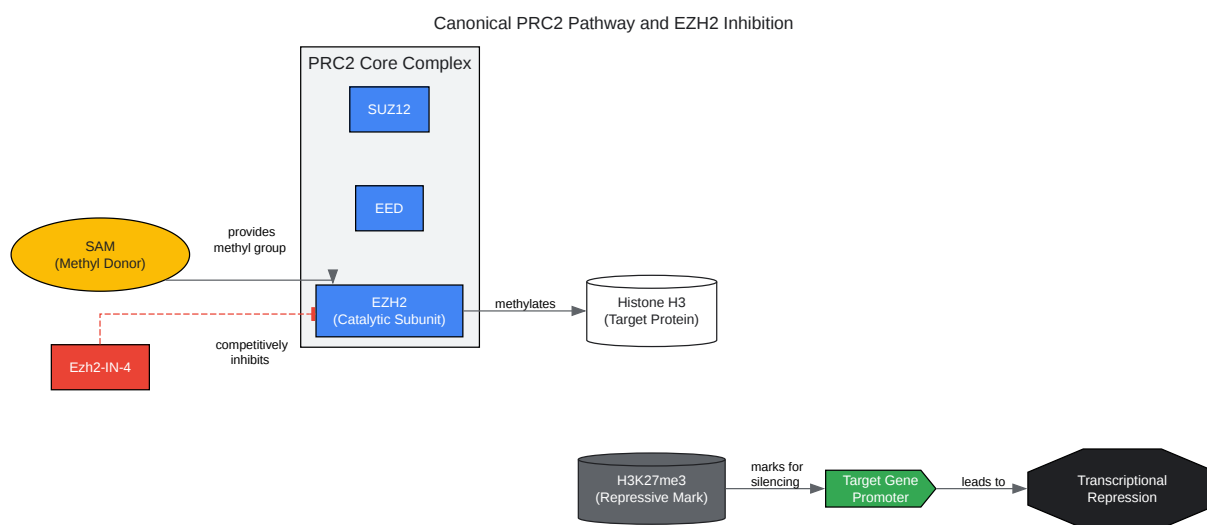 Canonical PRC2 Pathway and EZH2 Inhibition
PRC2 Core Complex
SUZ12
EED
provides
methyl group
SAM
(Methyl Donor)
EZH2
(Catalytic Subunit)
methylates
Histone H3
(Target Protein)
competitively
inhibits
Ezh2-IN-4
H3K27me3
(Repressive Mark)
marks for
silencing
Target Gene
Promoter
leads to
Transcriptional
Repression